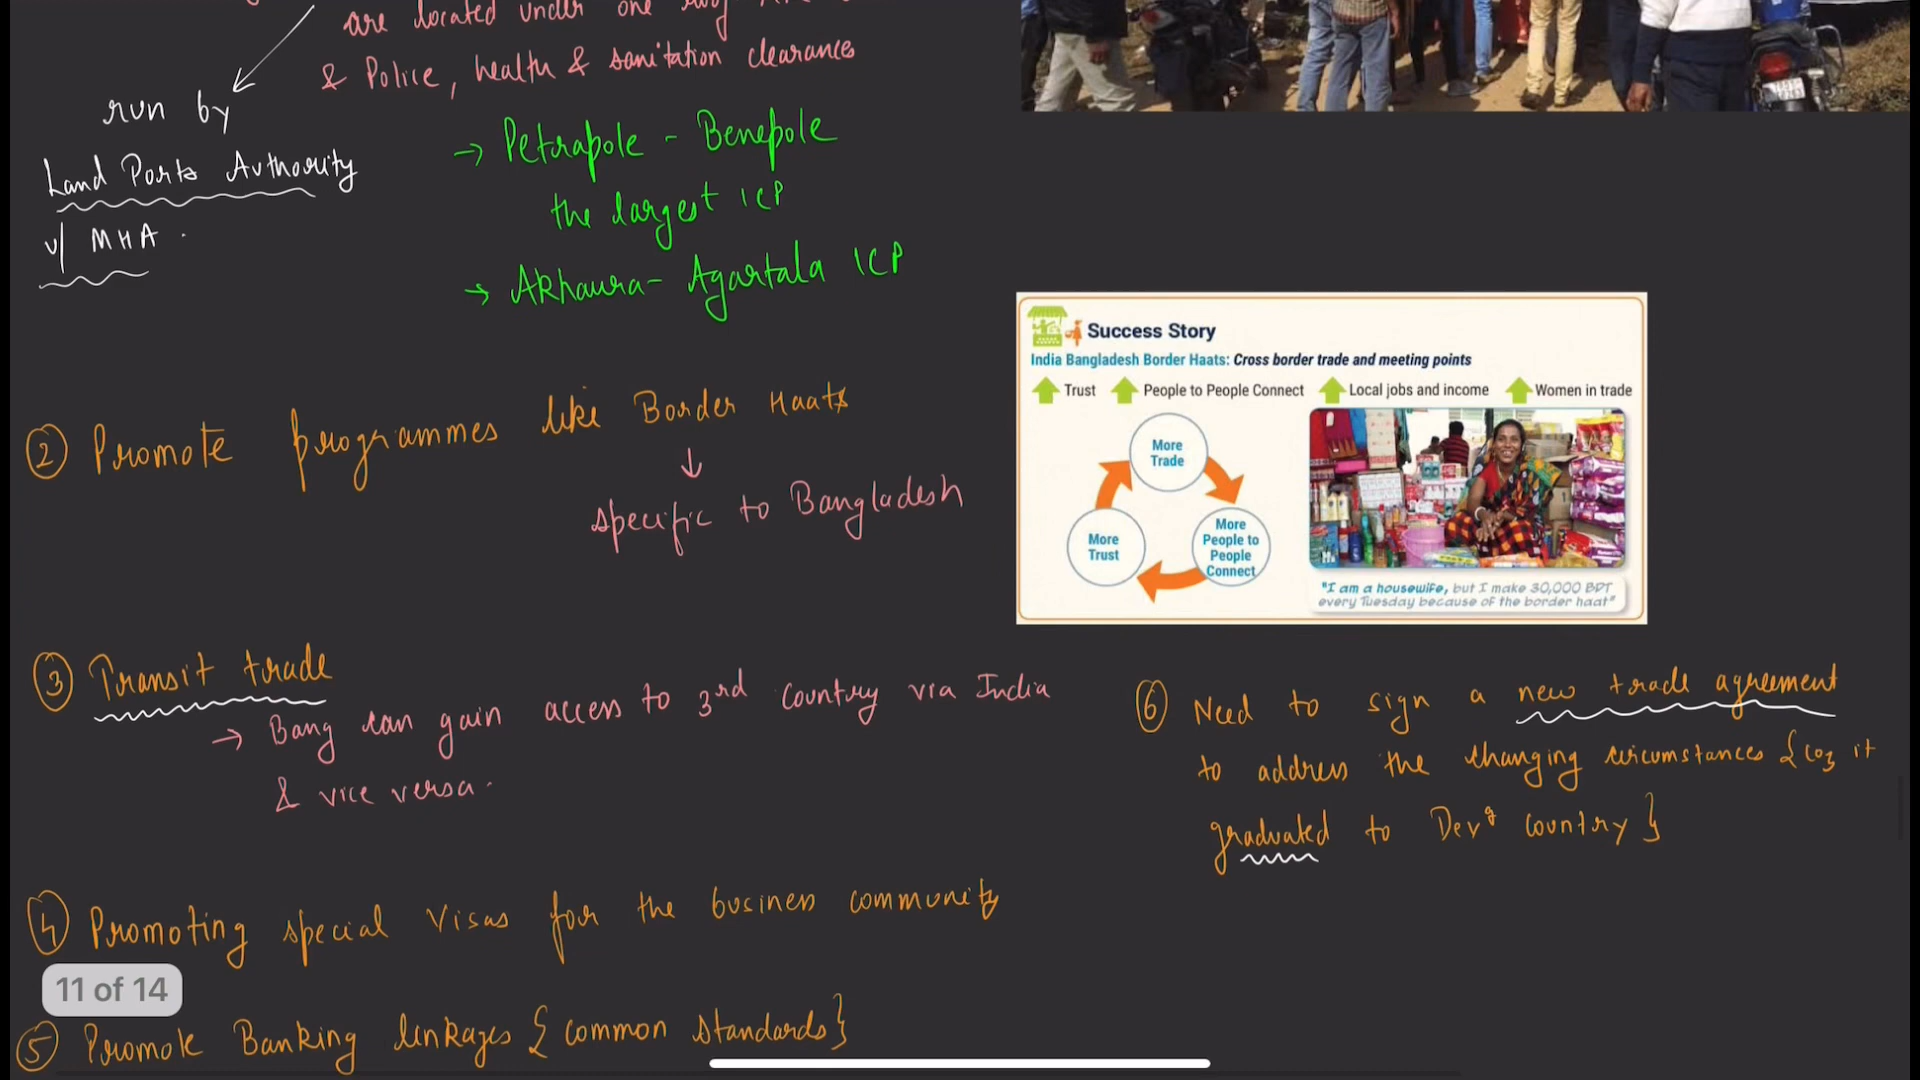 are located under one
& Police, health & sanitation clearance
run by
Land Ports Authority
u/ MHA.
→ Petrapole - Benepole
the largest ICP
→ Akhaura - Agartala ICP
② Promote programmes like Border Haats
↓
specific to Bangladesh
③ Transit trade
→ Bang can gain access to 3rd country via India
& vice versa.
④ Promoting special visas for the business community
11 of 14
⑤ Promote Banking linkages {common standards}
Success Story
India Bangladesh Border Haats: Cross border trade and meeting points
Trust People to People Connect Local jobs and income Women in trade
More
Trade
More
Trust
More
People to
People
Connect
"I am a housewife, but I make 30,000 BDT
every Tuesday because of the border haat"
⑥ Need to sign a new trade agreement
to address the changing circumstances {coz it
graduated to Devg country}